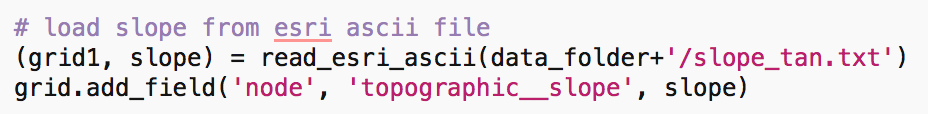 # load slope from esri ascii file
(grid1, slope) = read_esri_ascii(data_folder+'/slope_tan.txt')
grid.add_field('node', 'topographic__slope', slope)